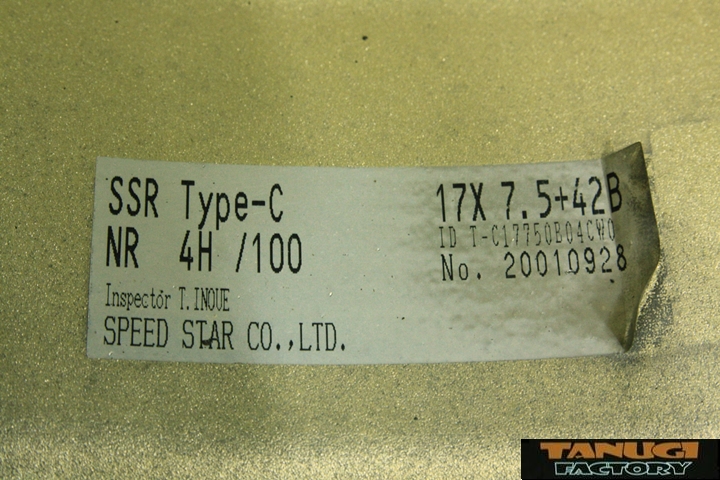 SSR Type-C 17X 7.5+42B
NR 4H /100 ID T-C17750B04CW0
No. 20010928
Inspector T.INOUE
SPEED STAR CO.,LTD.
TANUGI
FACTORY